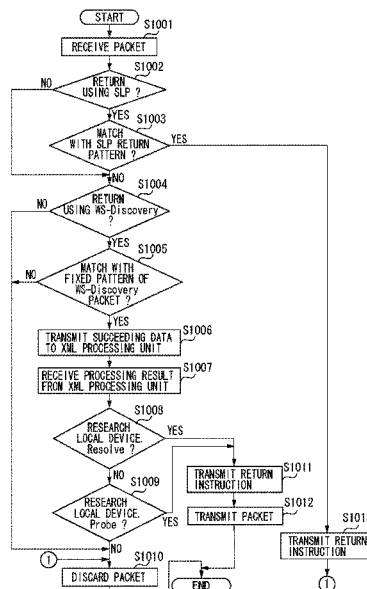 START
S1001
RECEIVE PACKET
S1002
NO
RETURN
USING SLP ?
YES
S1003
MATCH
WITH SLP RETURN
PATTERN ?
YES
NO
S1004
NO
RETURN
USING WS-Discovery
?
YES
S1005
NO
MATCH WITH
FIXED PATTERN OF
WS-Discovery
PACKET ?
YES
S1006
TRANSMIT SUCCEEDING DATA
TO XML PROCESSING UNIT
S1007
RECEIVE PROCESSING RESULT
FROM XML PROCESSING UNIT
S1008
RESEARCH
LOCAL DEVICE.
Resolve ?
YES
NO
S1009
RESEARCH
LOCAL DEVICE.
Probe ?
YES
NO
S1011
TRANSMIT RETURN
INSTRUCTION
S1012
TRANSMIT PACKET
S1013
TRANSMIT RETURN
INSTRUCTION
1
S1010
DISCARD PACKET
END
1